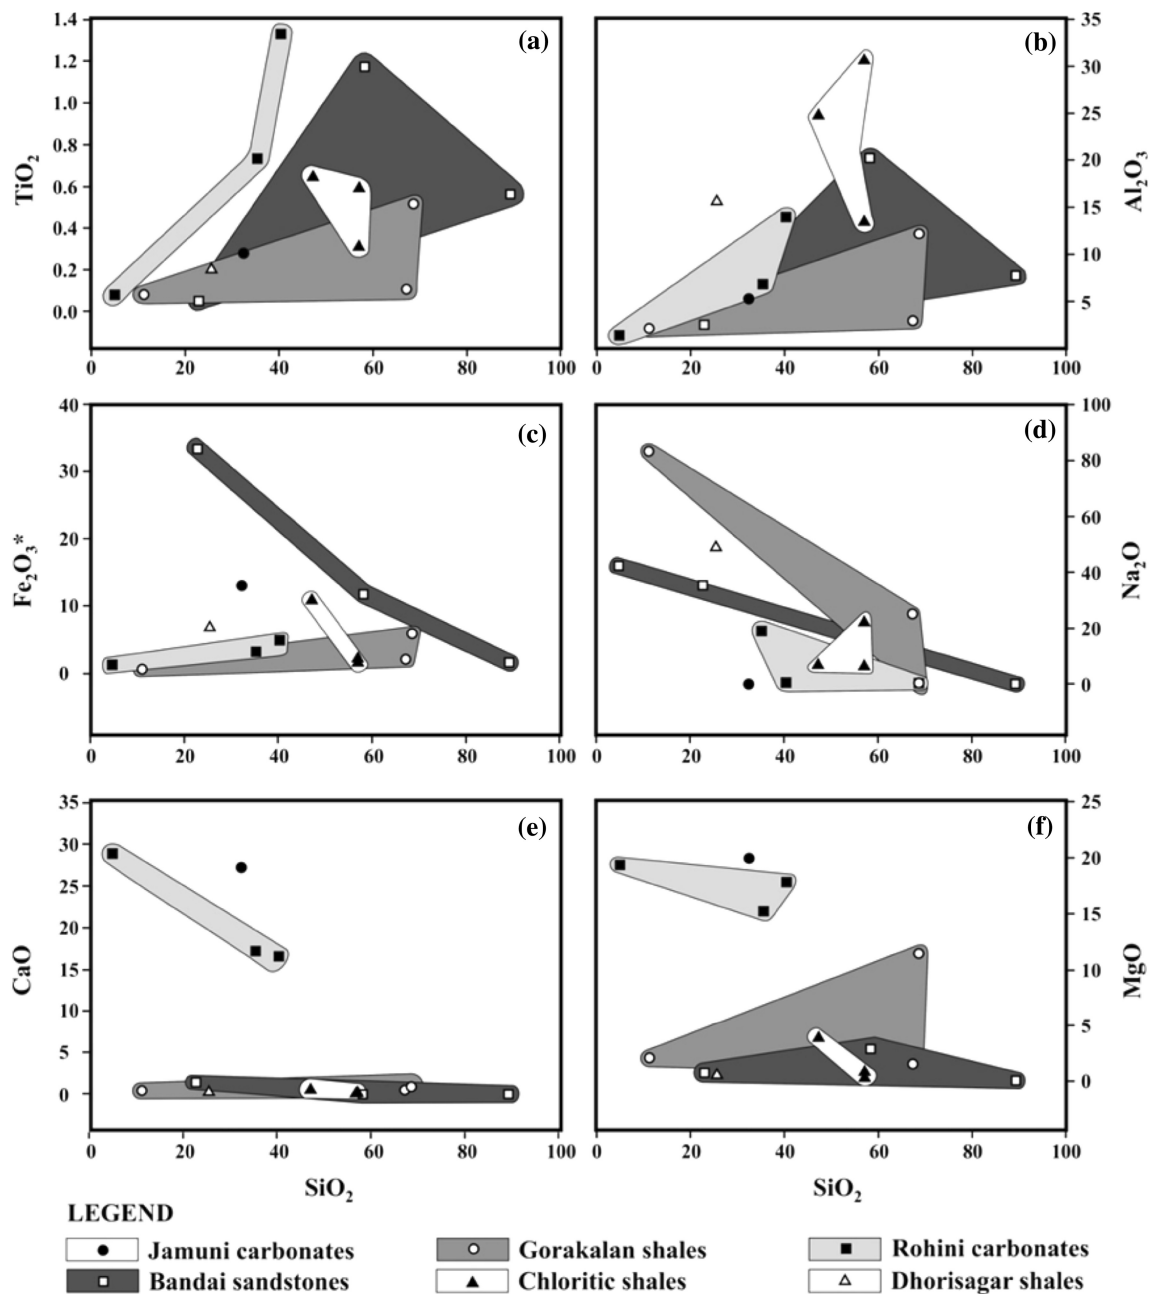 1.4
1.2
1.0
0.8
0.6
0.4
0.2
0.0
TiO₂
(a)
0 20 40 60 80 100
35
30
25
20
15
10
5
Al₂O₃
(b)
0 20 40 60 80 100
40
30
20
10
0
Fe₂O₃*
(c)
0 20 40 60 80 100
100
80
60
40
20
0
Na₂O
(d)
0 20 40 60 80 100
35
30
25
20
15
10
5
0
CaO
(e)
0 20 40 60 80 100
SiO₂
25
20
15
10
5
0
MgO
(f)
0 20 40 60 80 100
SiO₂
LEGEND
Jamuni carbonates
Gorakalan shales
Rohini carbonates
Bandai sandstones
Chloritic shales
Dhorisagar shales